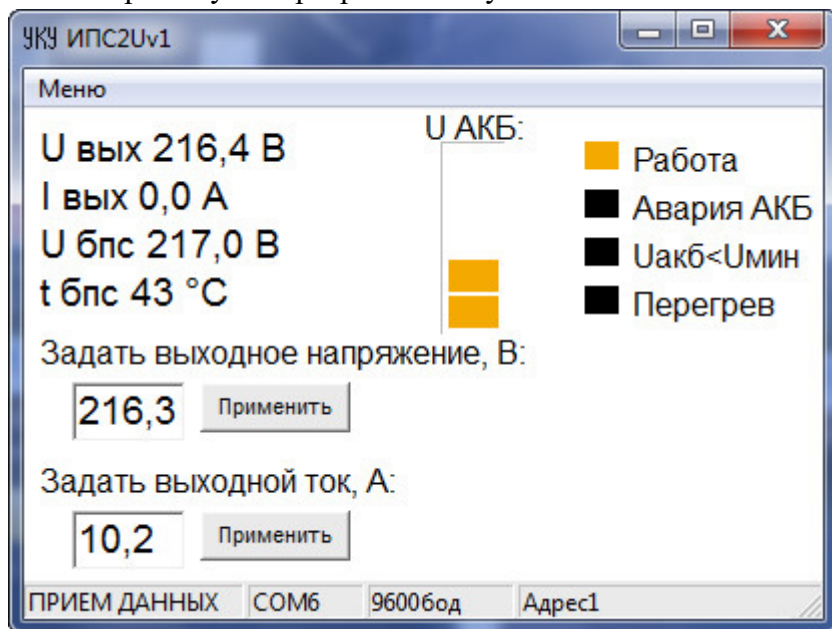 УКУ ИПС2Uv1
Меню
U вых 216,4 В
I вых 0,0 А
U бпс 217,0 В
t бпс 43 °C
U АКБ:
Работа
Авария АКБ
Uакб<Uмин
Перегрев
Задать выходное напряжение, В:
216,3 Применить
Задать выходной ток, А:
10,2 Применить
ПРИЕМ ДАННЫХ COM6 9600бод Адрес1